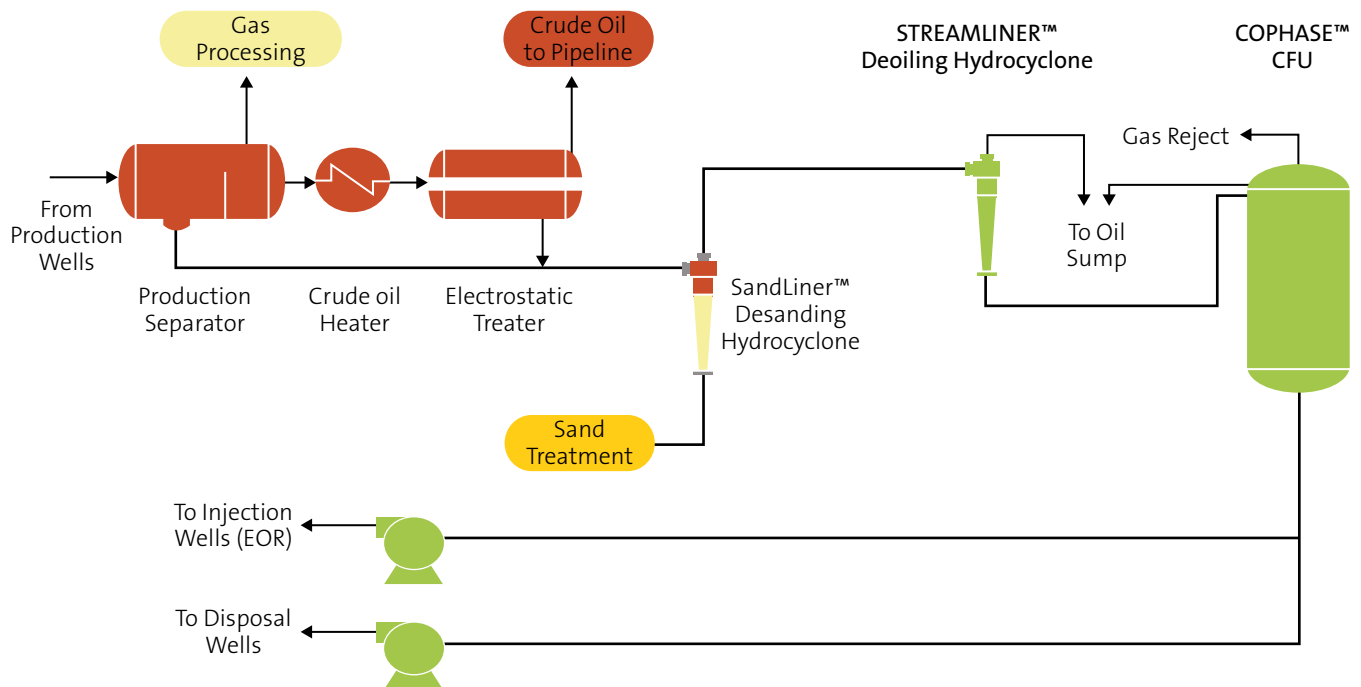 Gas
Processing
Crude Oil
to Pipeline
STREAMLINER™
Deoiling Hydrocyclone
COPHASE™
CFU
Gas Reject
From
Production
Wells
To Oil
Sump
Production
Separator
Crude oil
Heater
Electrostatic
Treater
SandLiner™
Desanding
Hydrocyclone
Sand
Treatment
To Injection
Wells (EOR)
To Disposal
Wells